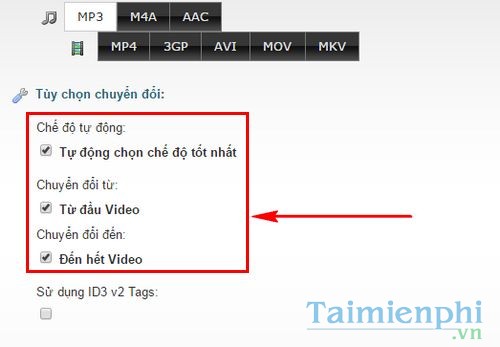 MP3 M4A AAC
MP4 3GP AVI MOV MKV
Tùy chọn chuyển đổi:
Chế độ tự động:
Tự động chọn chế độ tốt nhất
Chuyển đổi từ:
Từ đầu Video
Chuyển đổi đến:
Đến hết Video
Sử dụng ID3 v2 Tags:
Taimienphi
.vn